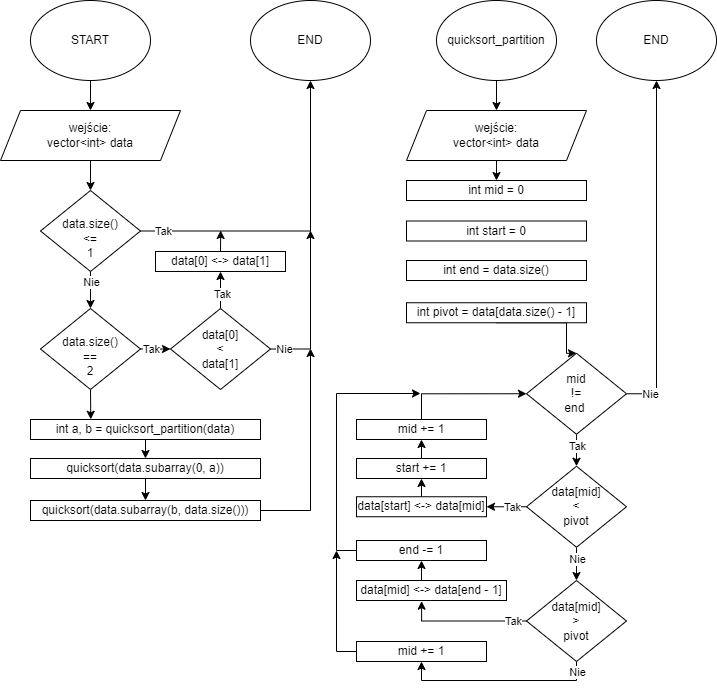 START
END
quicksort_partition
END
wejście:
vector<int> data
wejście:
vector<int> data
int mid = 0
int start = 0
int end = data.size()
int pivot = data[data.size() - 1]
data.size()
<=
1
Tak
Nie
data[0] <-> data[1]
Tak
data.size()
==
2
Tak
data[0]
<
data[1]
Nie
int a, b = quicksort_partition(data)
quicksort(data.subarray(0, a))
quicksort(data.subarray(b, data.size()))
mid
!=
end
Nie
Tak
mid += 1
start += 1
data[start] <-> data[mid]
Tak
data[mid]
<
pivot
Nie
end -= 1
data[mid] <-> data[end - 1]
Tak
data[mid]
>
pivot
Nie
mid += 1